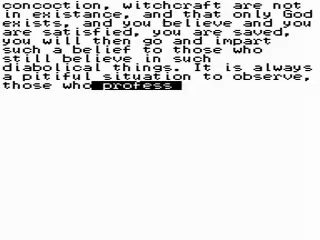 concoction, witchcraft are not
in existance, and that only God
exists, and you believe and you
are satisfied, you are saved,
you will then go and impart
such a belief to those who
still believe in such
diabolical things. It is always
a pitiful situation to observe,
those who profess